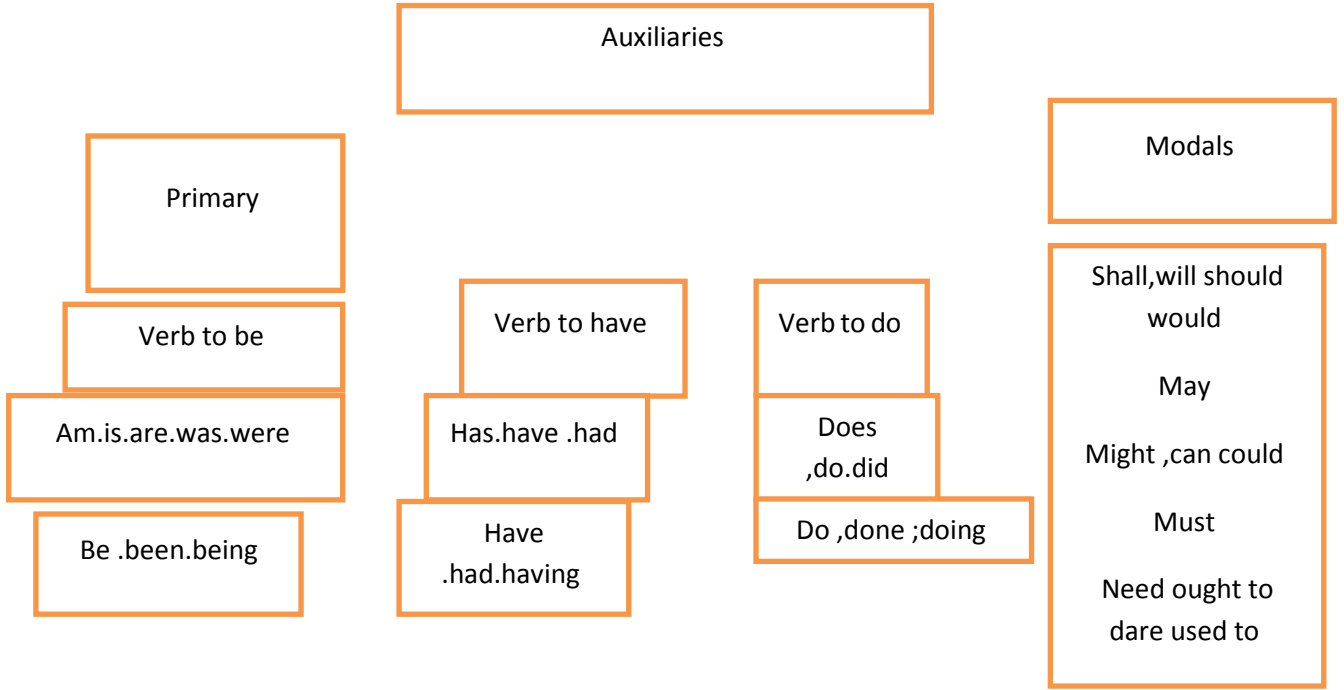 Auxiliaries
Modals
Primary
Verb to be
Verb to have
Verb to do
Am.is.are.was.were
Has.have .had
Does
,do.did
Be .been.being
Have
.had.having
Do ,done ;doing
Shall,will should
would
May
Might ,can could
Must
Need ought to
dare used to